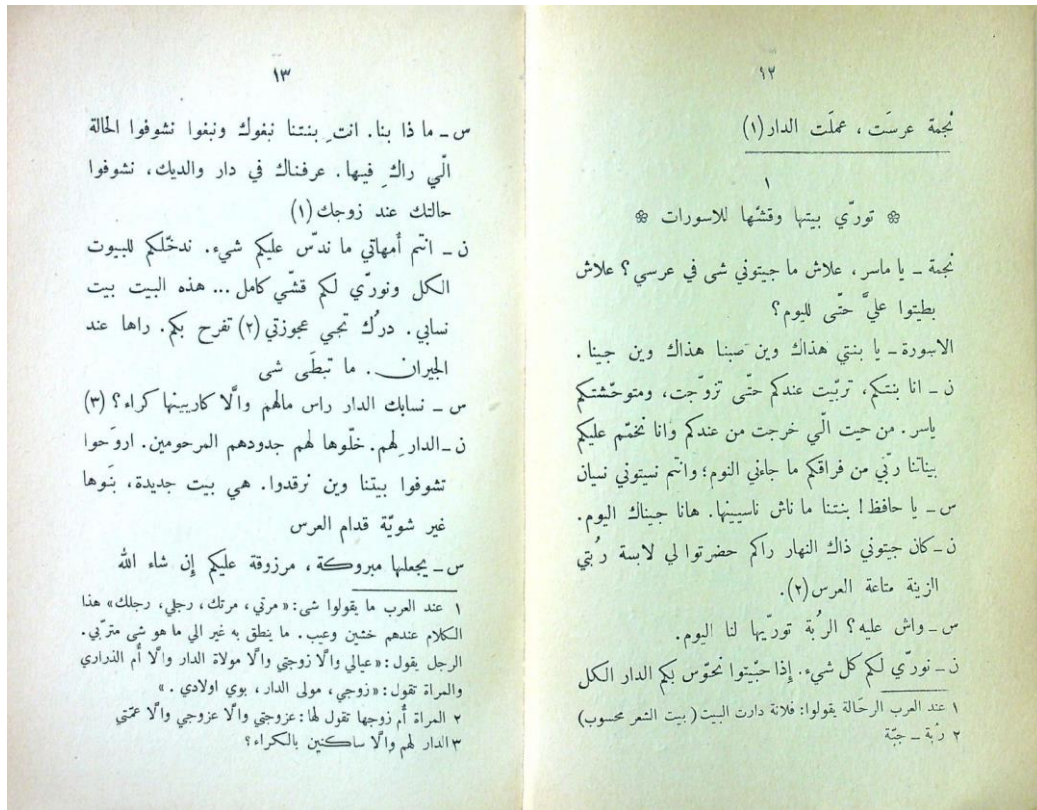 ١٢
نجمة عرسَت، عملَت الدار(١)
١
تورّي بيتها وقشّها للاسورات
نجمة ـ يا ماسر، علاش ما جيتوني شى في عرسي؟ علاش
بطيتوا عليَّ حتّى لليوم؟
الاسورة ـ يا بنتي هذاك وين صبنا هذاك وين جينا.
ن ـ انا بنتكم، تربّيت عندكم حتّى تزوّجت، ومتوحّشتكم
ياسر. من حيت الّي خرجت من عندكم وانا نخمّم عليكم
بياتنا ربّي من فراقكم ما جاءني النوم؛ وانتم نسيتوني نسيان
س ـ يا حافظ! بنتنا ما ناش ناسيينها. هانا جيناك اليوم.
ن ـ كان جيتوني ذاك النهار راكم حضرتوا لي لابسة رُبتي
الزينة متاعة العرس(٢).
س ـ واش عليه؟ الرُبة تورّيها لنا اليوم.
ن ـ نورّي لكم كل شيء. إذا حبّيتوا نحوّس بكم الدار الكل
١ عند العرب الرحّالة يقولوا: فلانة دارت البيت (بيت الشعر محسوب)
٢ رُبة ـ جبّة
١٣
س ـ ما ذا بنا. انتِ بنتنا نبغوك ونبغوا نشوفوا الحالة
الّي راكِ فيها. عرفناك في دار والديك، نشوفوا
حالتك عند زوجك(١)
ن ـ انتم أمهاتي ما ندسّ عليكم شيء. ندخّلكم للبيوت
الكل ونورّي لكم قشّي كامل ... هذه البيت بيت
نسابي. درُك تجي عجوزتي(٢) تفرح بكم. راها عند
الجيران. ما تبطَى شى
س ـ نسابك الدار راس مالهم والّا كاريينها كراء؟ (٣)
ن ـ الدار لهم. خلّوها لهم جدودهم المرحومين. اروَحوا
تشوفوا بيتنا وين نرقدوا. هي بيت جديدة، بنَوها
غير شويّة قدام العرس
س ـ يجعلها مبروكة، مرزوقة عليكم إن شاء الله
١ عند العرب ما يقولوا شى: «مرتي، مرتك، رجلي، رجلك» هذا
الكلام عندهم خشين وعيب. ما ينطق به غير الي ما هو شى متربّي.
الرجل يقول: «عيالي والّا زوجتي والّا مولاة الدار والّا أم الذراري
والمراة تقول: «زوجي، مولى الدار، بوي اولادي.»
٢ المراة أم زوجها تقول لها: عزوجتي والّا عزوجي والّا عمّتي
٣ الدار لهم والّا ساكنين بالكراء؟